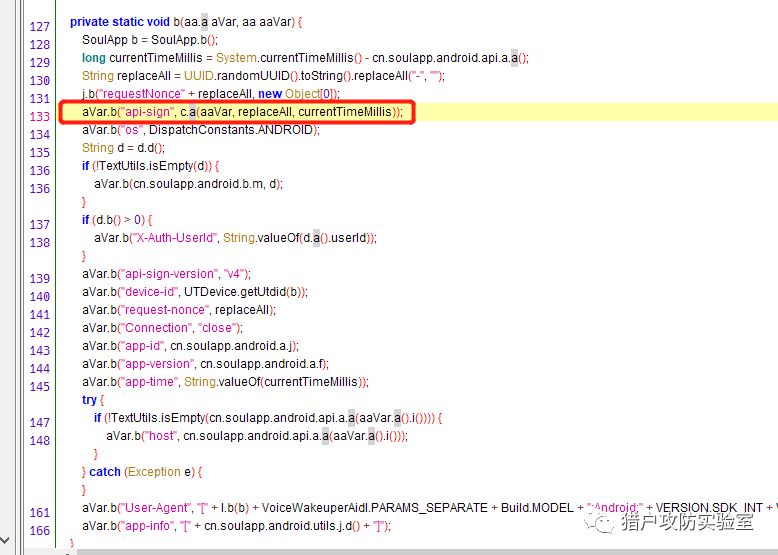 127 private static void b(aa.a aVar, aa aaVar) {
128 SoulApp b = SoulApp.b();
129 long currentTimeMillis = System.currentTimeMillis() - cn.soulapp.android.api.a.a();
130 String replaceAll = UUID.randomUUID().toString().replaceAll("-", "");
131 j.b("requestNonce" + replaceAll, new Object[0]);
133 aVar.b("api-sign", c.a(aaVar, replaceAll, currentTimeMillis));
134 aVar.b("os", DispatchConstants.ANDROID);
135 String d = d.d();
136 if (!TextUtils.isEmpty(d)) {
136 aVar.b(cn.soulapp.android.b.m, d);
}
137 if (d.b() > 0) {
138 aVar.b("X-Auth-UserId", String.valueOf(d.a().userId));
}
139 aVar.b("api-sign-version", "v4");
140 aVar.b("device-id", UTDevice.getUtdid(b));
141 aVar.b("request-nonce", replaceAll);
142 aVar.b("Connection", "close");
143 aVar.b("app-id", cn.soulapp.android.a.j);
144 aVar.b("app-version", cn.soulapp.android.a.f);
145 aVar.b("app-time", String.valueOf(currentTimeMillis));
try {
147 if (!TextUtils.isEmpty(cn.soulapp.android.api.a.a(aaVar.a().i()))) {
148 aVar.b("host", cn.soulapp.android.api.a.a(aaVar.a().i()));
}
} catch (Exception e) {
}
161 aVar.b("User-Agent", "[" + l.b(b) + VoiceWakeuperAidl.PARAMS_SEPARATE + Build.MODEL + ";Android:" + VERSION.SDK_INT +
166 aVar.b("app-info", "[" + cn.soulapp.android.utils.j.d() + "]");
}
猎户攻防实验室